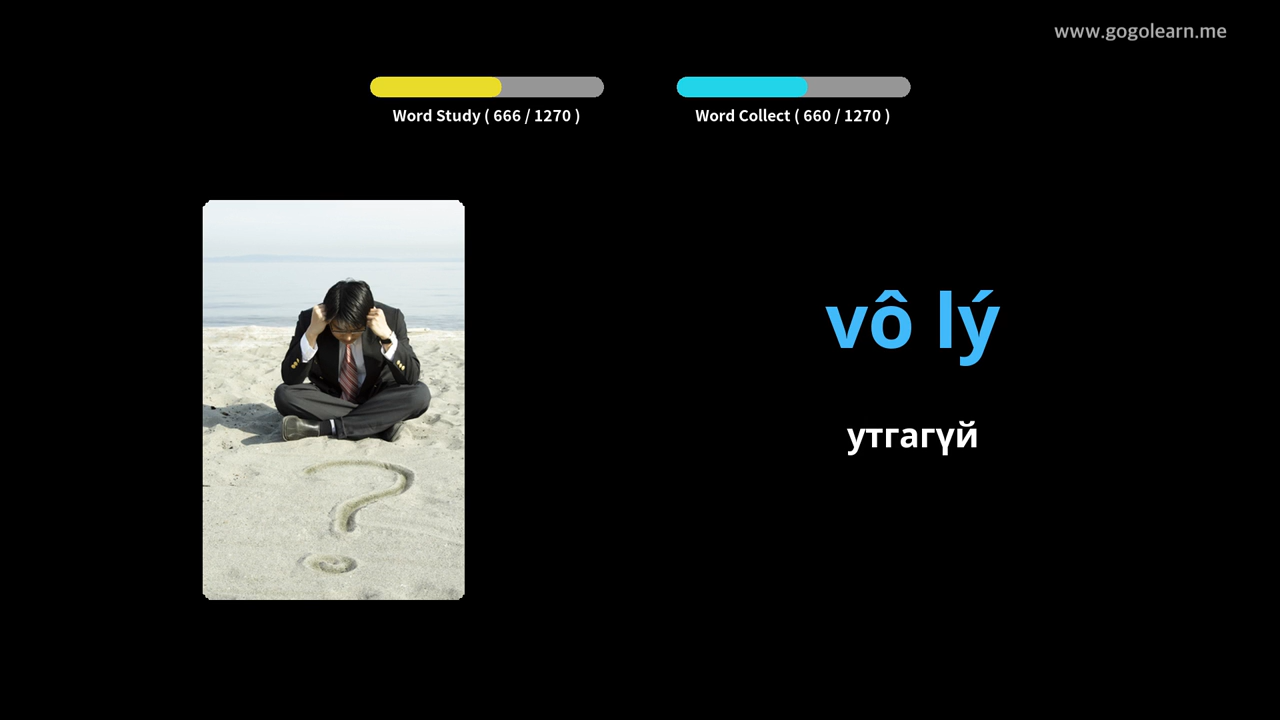 www.gogolearn.me
Word Study ( 666 / 1270 )
Word Collect ( 660 / 1270 )
vô lý
утгагүй
?